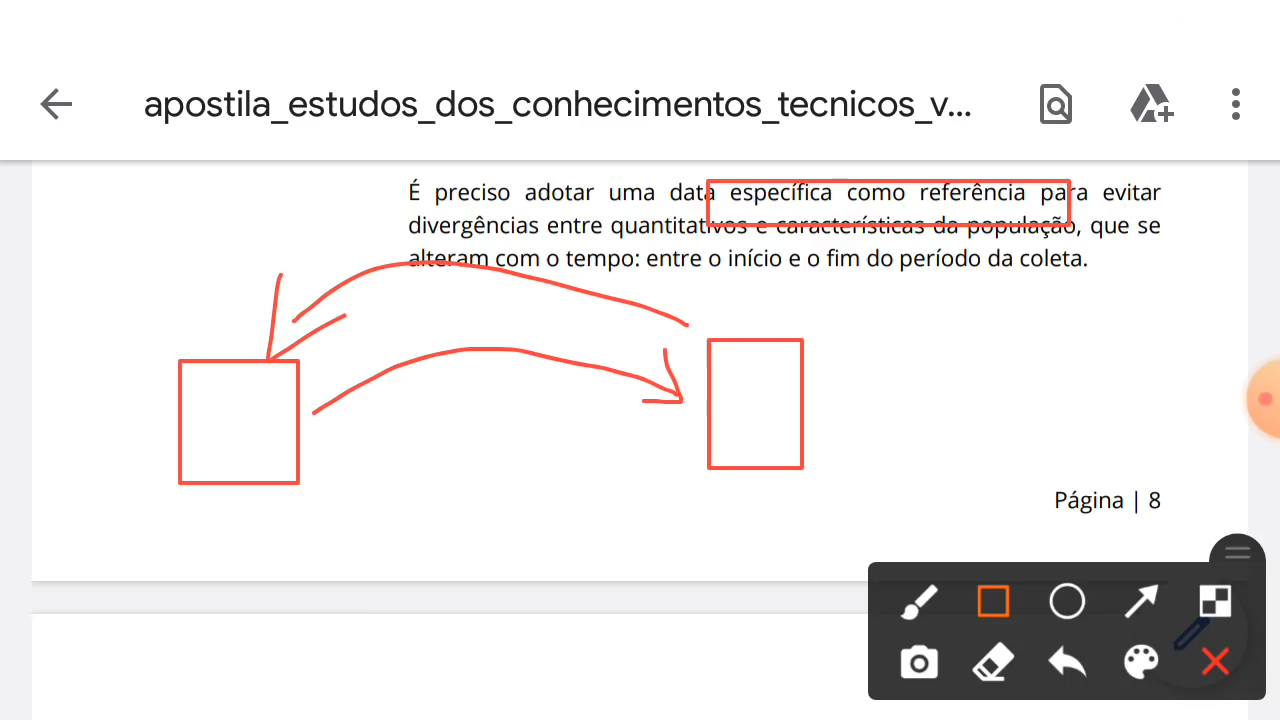 apostila_estudos_dos_conhecimentos_tecnicos_v...
É preciso adotar uma data específica como referência para evitar
divergências entre quantitativos e características da população, que se
alteram com o tempo: entre o início e o fim do período da coleta.
Página | 8